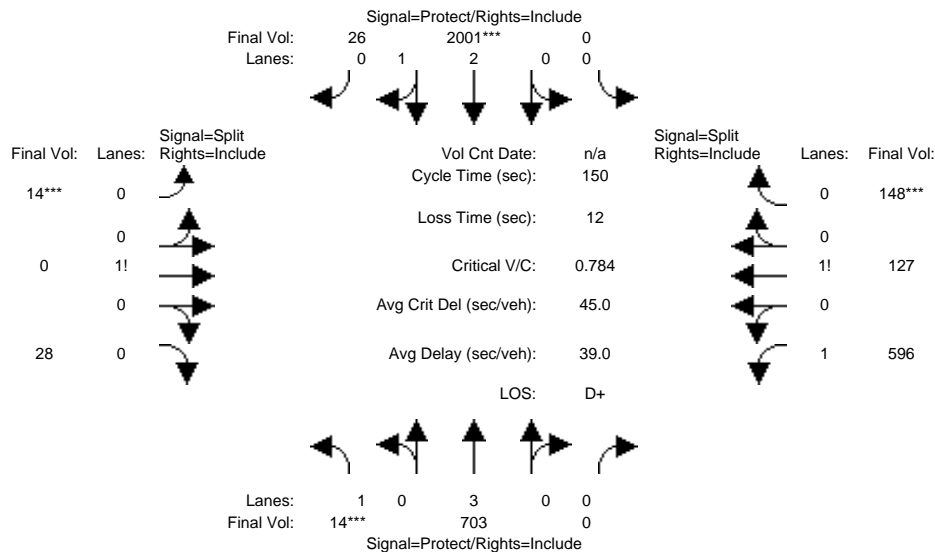 Signal=Protect/Rights=Include
Final Vol: 26 2001*** 0
Lanes: 0 1 2 0 0
Signal=Split Signal=Split
Final Vol: Lanes: Rights=Include Vol Cnt Date: n/a Rights=Include Lanes: Final Vol:
Cycle Time (sec): 150
14*** 0 0 148***
Loss Time (sec): 12
0 0
0 1! Critical V/C: 0.784 1! 127
0 Avg Crit Del (sec/veh): 45.0 0
28 0 Avg Delay (sec/veh): 39.0 1 596
LOS: D+
Lanes: 1 0 3 0 0
Final Vol: 14*** 703 0
Signal=Protect/Rights=Include